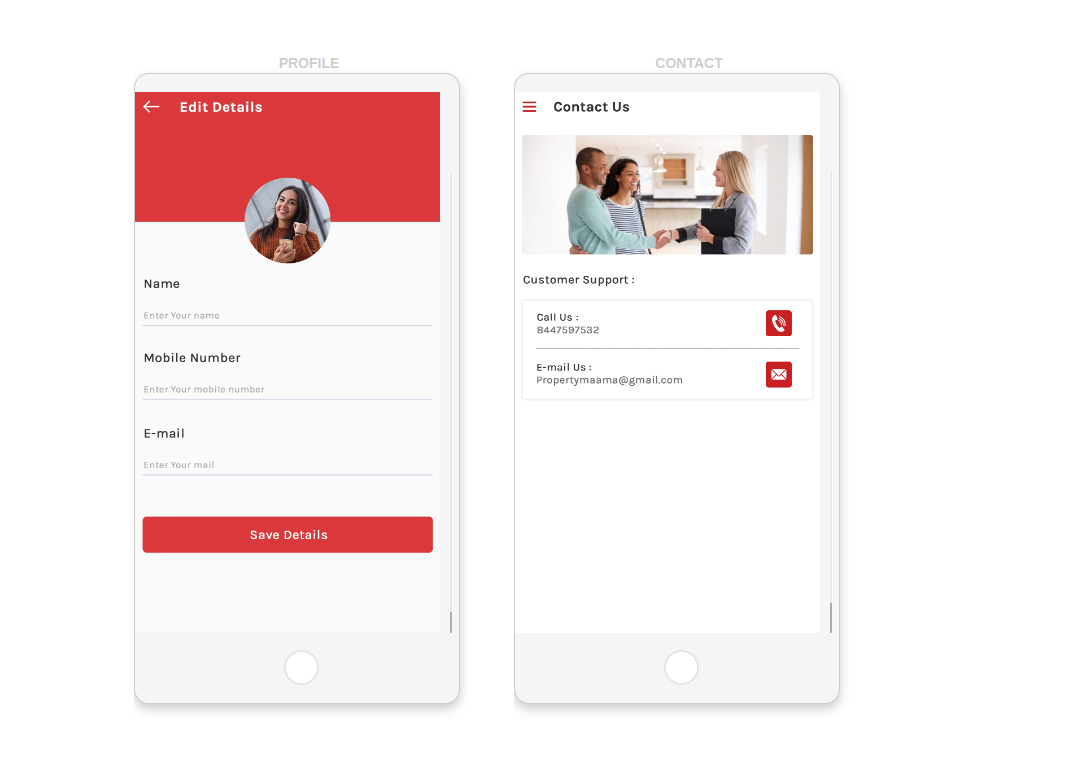 PROFILE
Edit Details
Name
Enter Your name
Mobile Number
Enter Your mobile number
E-mail
Enter Your mail
Save Details
CONTACT
Contact Us
Customer Support :
Call Us :
8447597532
E-mail Us :
Propertymaama@gmail.com